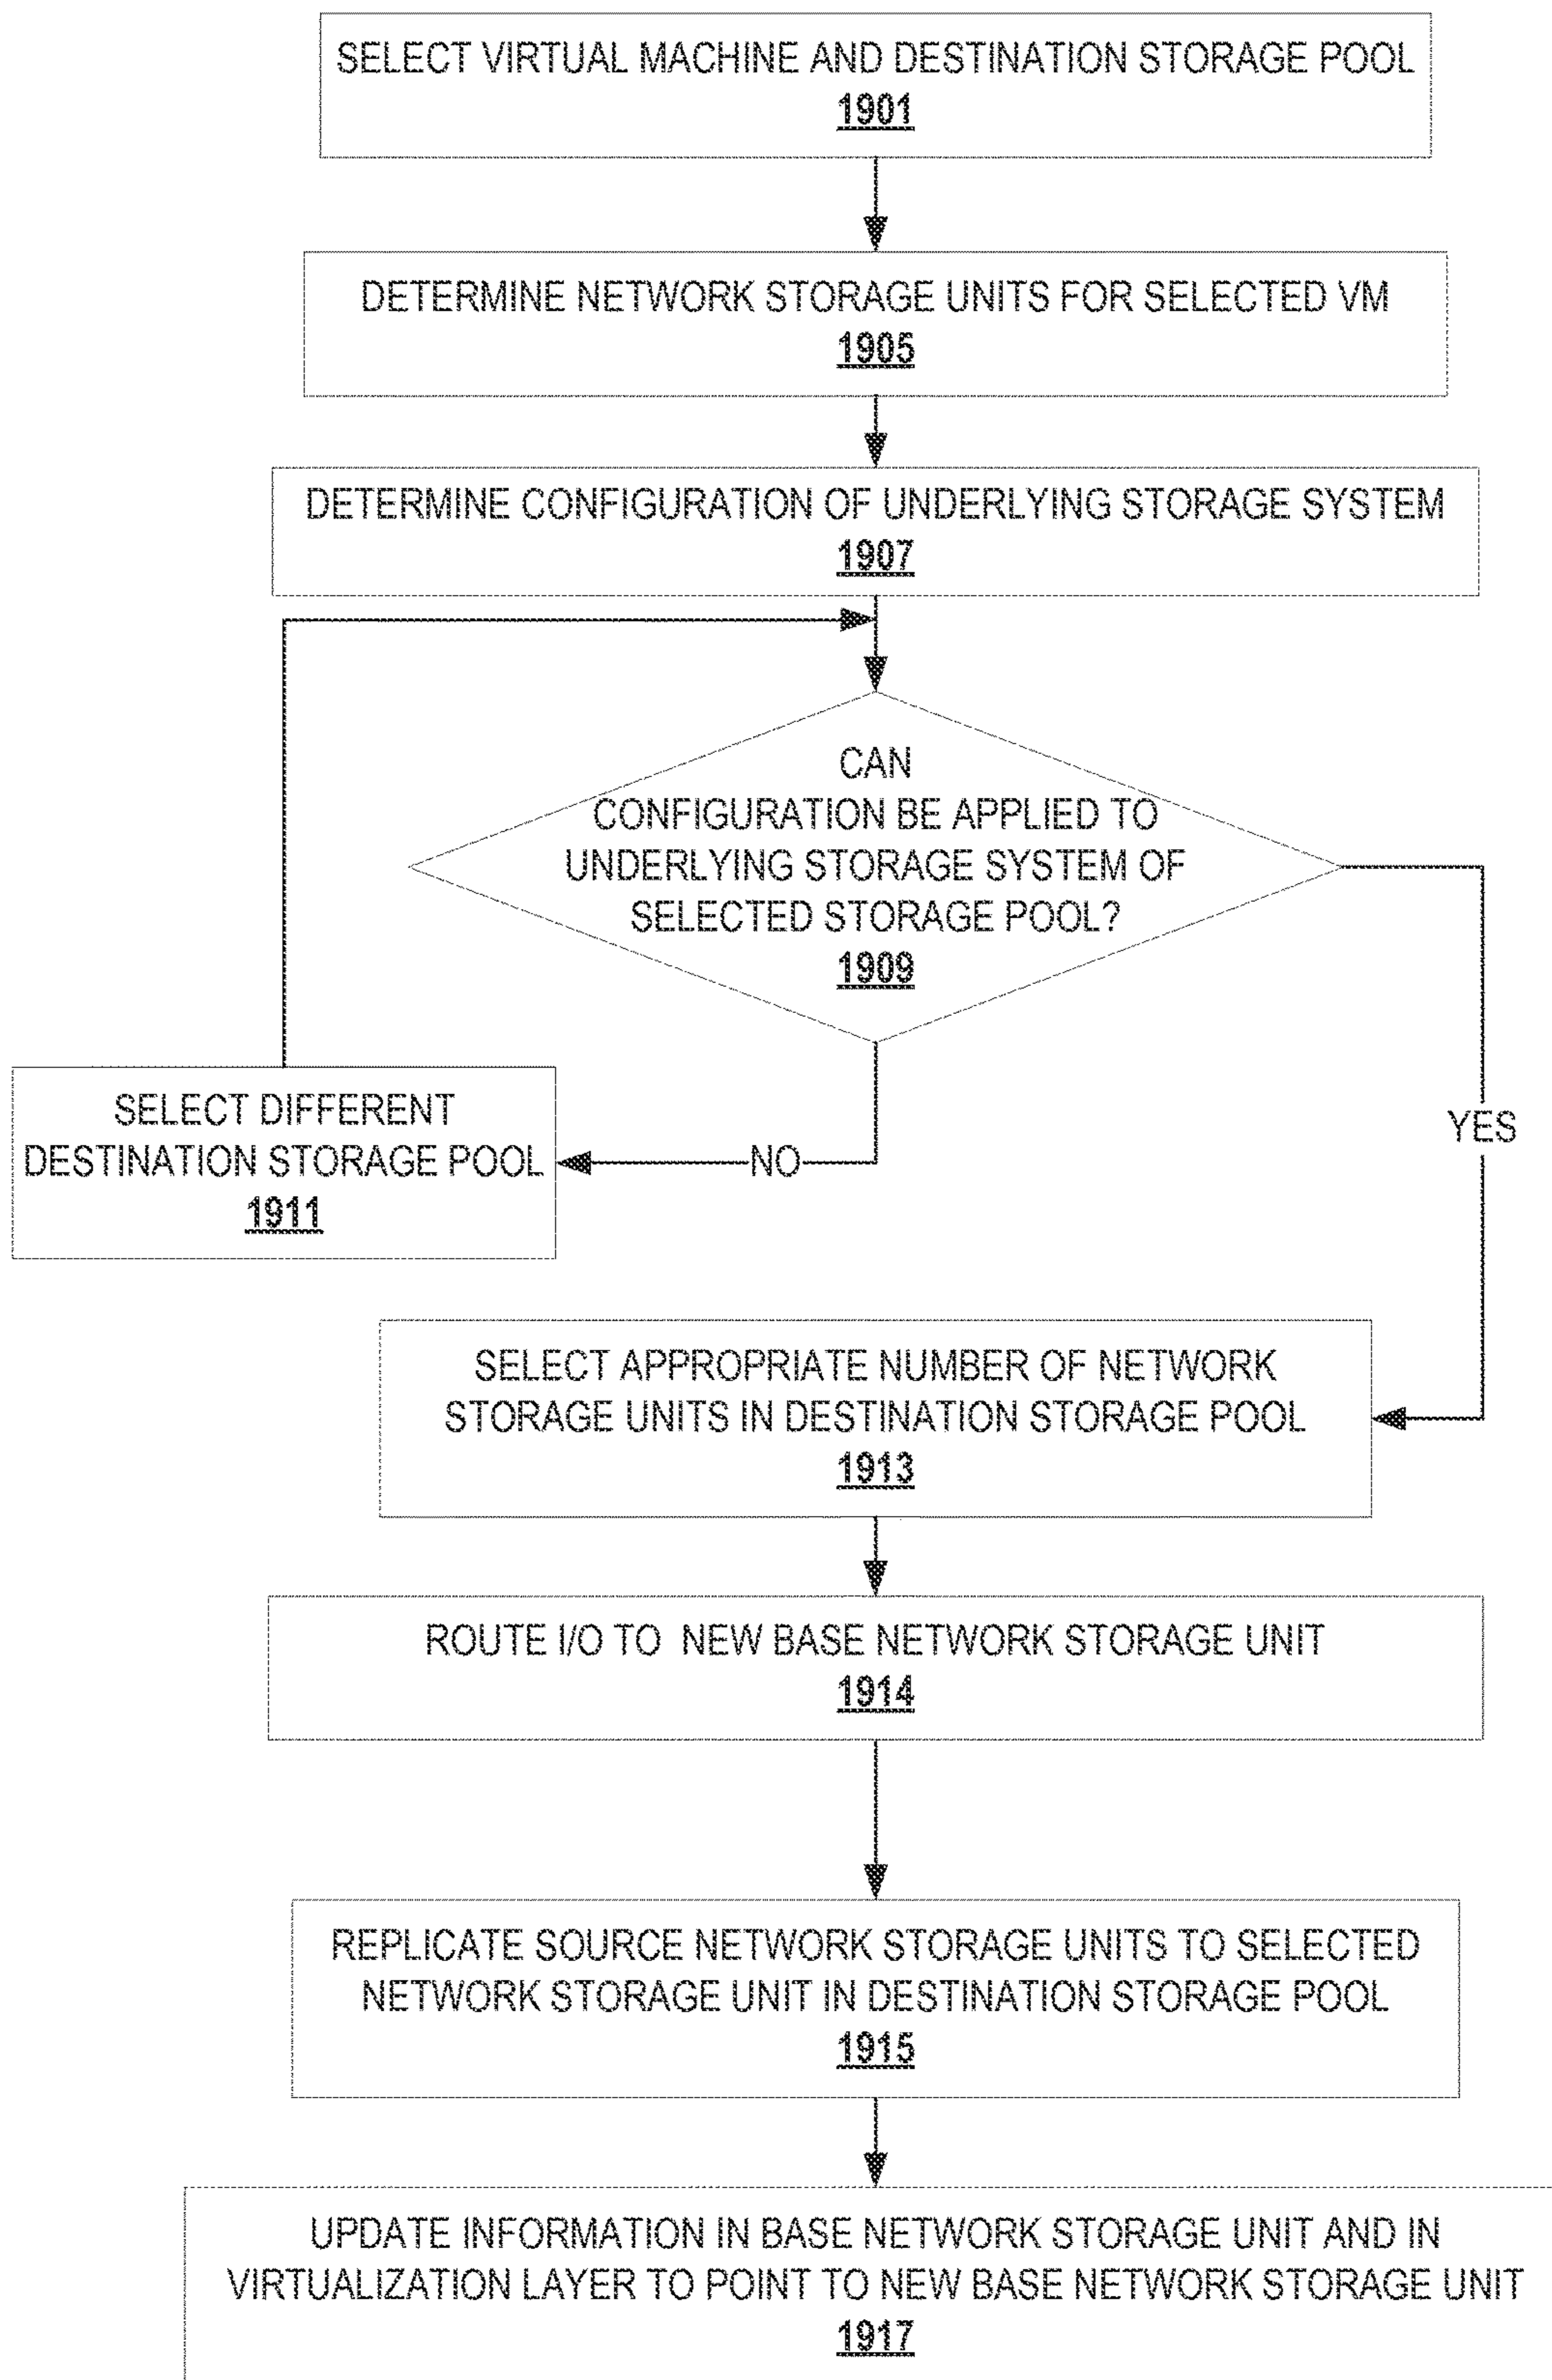 SELECT VIRTUAL MACHINE AND DESTINATION STORAGE POOL
1901
DETERMINE NETWORK STORAGE UNITS FOR SELECTED VM
1905
DETERMINE CONFIGURATION OF UNDERLYING STORAGE SYSTEM
1907
CAN
CONFIGURATION BE APPLIED TO
UNDERLYING STORAGE SYSTEM OF
SELECTED STORAGE POOL?
1909
SELECT DIFFERENT
DESTINATION STORAGE POOL
1911
NO
YES
SELECT APPROPRIATE NUMBER OF NETWORK
STORAGE UNITS IN DESTINATION STORAGE POOL
1913
ROUTE I/O TO NEW BASE NETWORK STORAGE UNIT
1914
REPLICATE SOURCE NETWORK STORAGE UNITS TO SELECTED
NETWORK STORAGE UNIT IN DESTINATION STORAGE POOL
1915
UPDATE INFORMATION IN BASE NETWORK STORAGE UNIT AND IN
VIRTUALIZATION LAYER TO POINT TO NEW BASE NETWORK STORAGE UNIT
1917